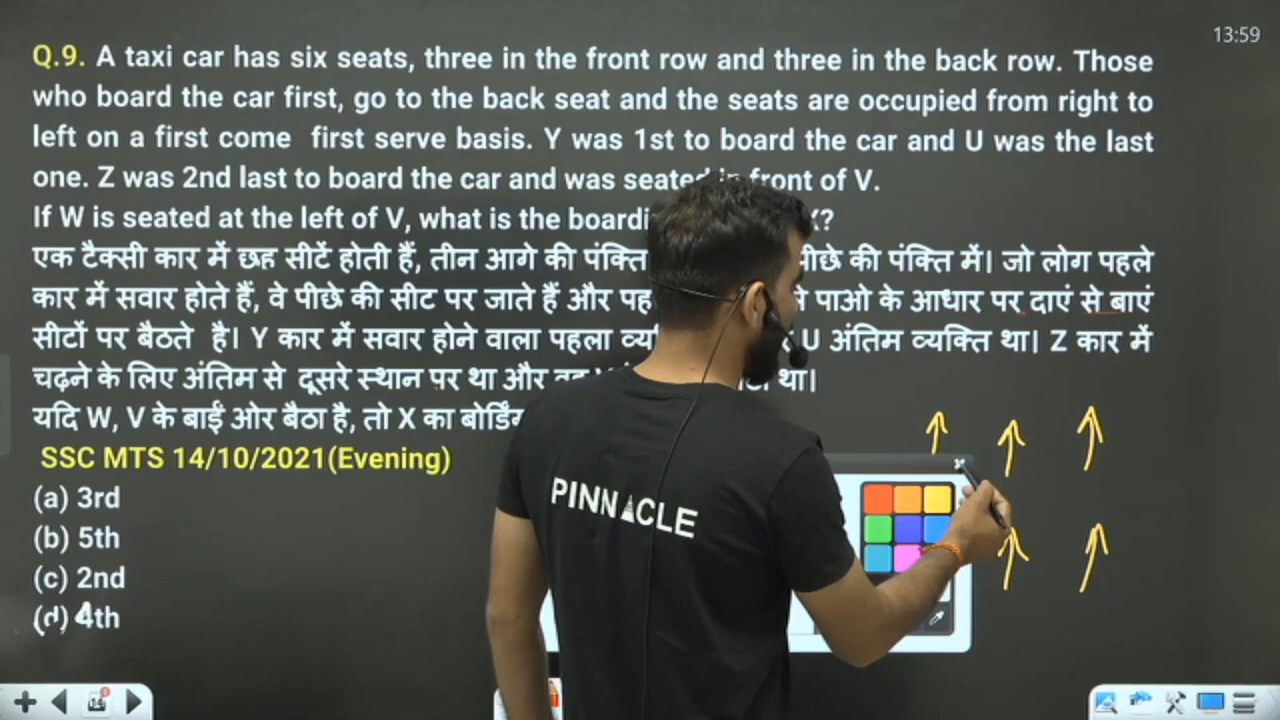 13:59
Q.9. A taxi car has six seats, three in the front row and three in the back row. Those
who board the car first, go to the back seat and the seats are occupied from right to
left on a first come first serve basis. Y was 1st to board the car and U was the last
one. Z was 2nd last to board the car and was seated in front of V.
If W is seated at the left of V, what is the X?
एक टैक्सी कार में छह सीटें होती हैं, तीन आगे की पंक्ति पीछे की पंक्ति में। जो लोग पहले
कार में सवार होते हैं, वे पीछे की सीट पर जाते हैं और पाओ के आधार पर दाएं से बाएं
सीटों पर बैठते है। Y कार में सवार होने वाला पहला U अंतिम व्यक्ति था। Z कार में
चढ़ने के लिए अंतिम से दूसरे स्थान पर था और था।
यदि W, V के बाईं ओर बैठा है, तो X का
SSC MTS 14/10/2021(Evening)
(a) 3rd
(b) 5th
(c) 2nd
(d) 4th
PINNACLE